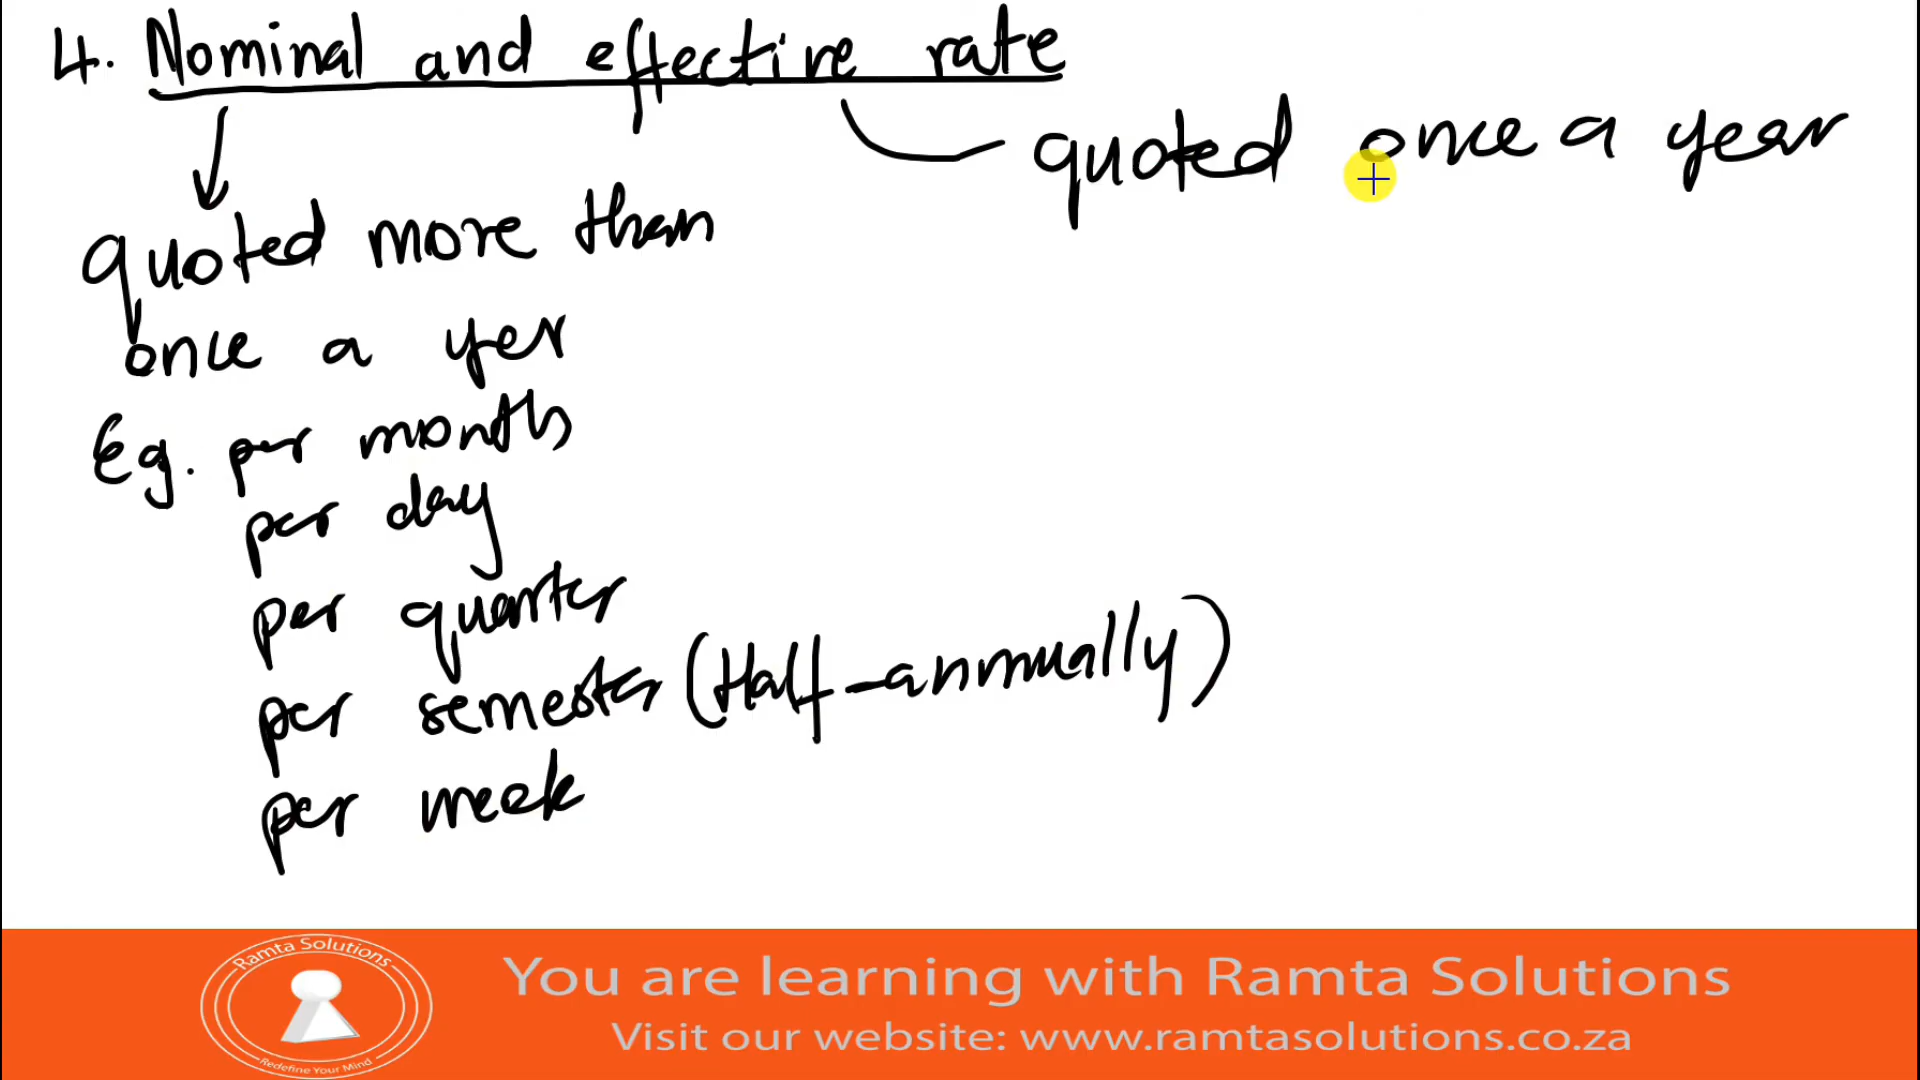 4. Nominal and effective rate
quoted once a year
quoted more than
once a yer
Eg. per month
per day
per quarter
per semester (Half-annually)
per week
Ramta Solutions
Redefine Your Mind
You are learning with Ramta Solutions
Visit our website: www.ramtasolutions.co.za